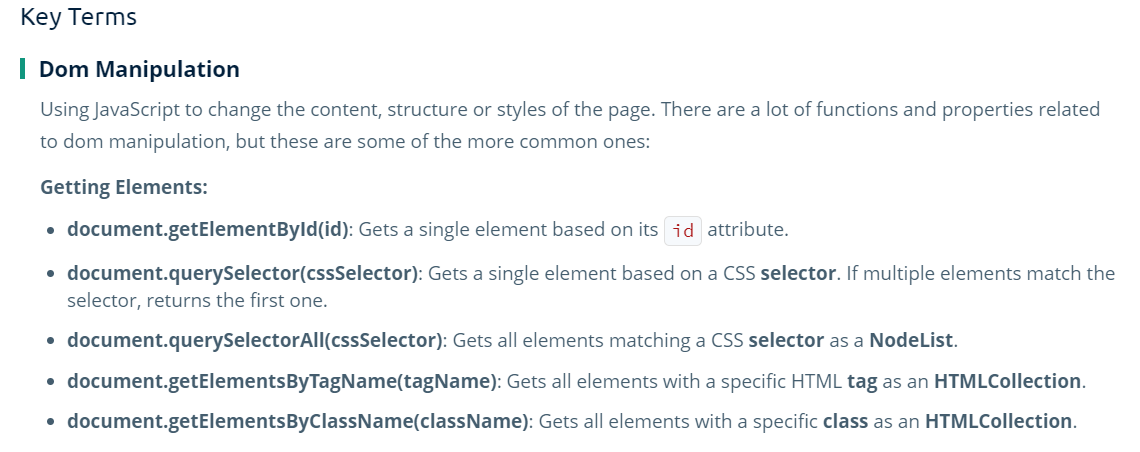 Key Terms
Dom Manipulation
Using JavaScript to change the content, structure or styles of the page. There are a lot of functions and properties related
to dom manipulation, but these are some of the more common ones:
Getting Elements:
• document.getElementById(id): Gets a single element based on its id attribute.
• document.querySelector(cssSelector): Gets a single element based on a CSS selector. If multiple elements match the
selector, returns the first one.
• document.querySelectorAll(cssSelector): Gets all elements matching a CSS selector as a NodeList.
• document.getElementsByTagName(tagName): Gets all elements with a specific HTML tag as an HTMLCollection.
• document.getElementsByClassName(className): Gets all elements with a specific class as an HTMLCollection.